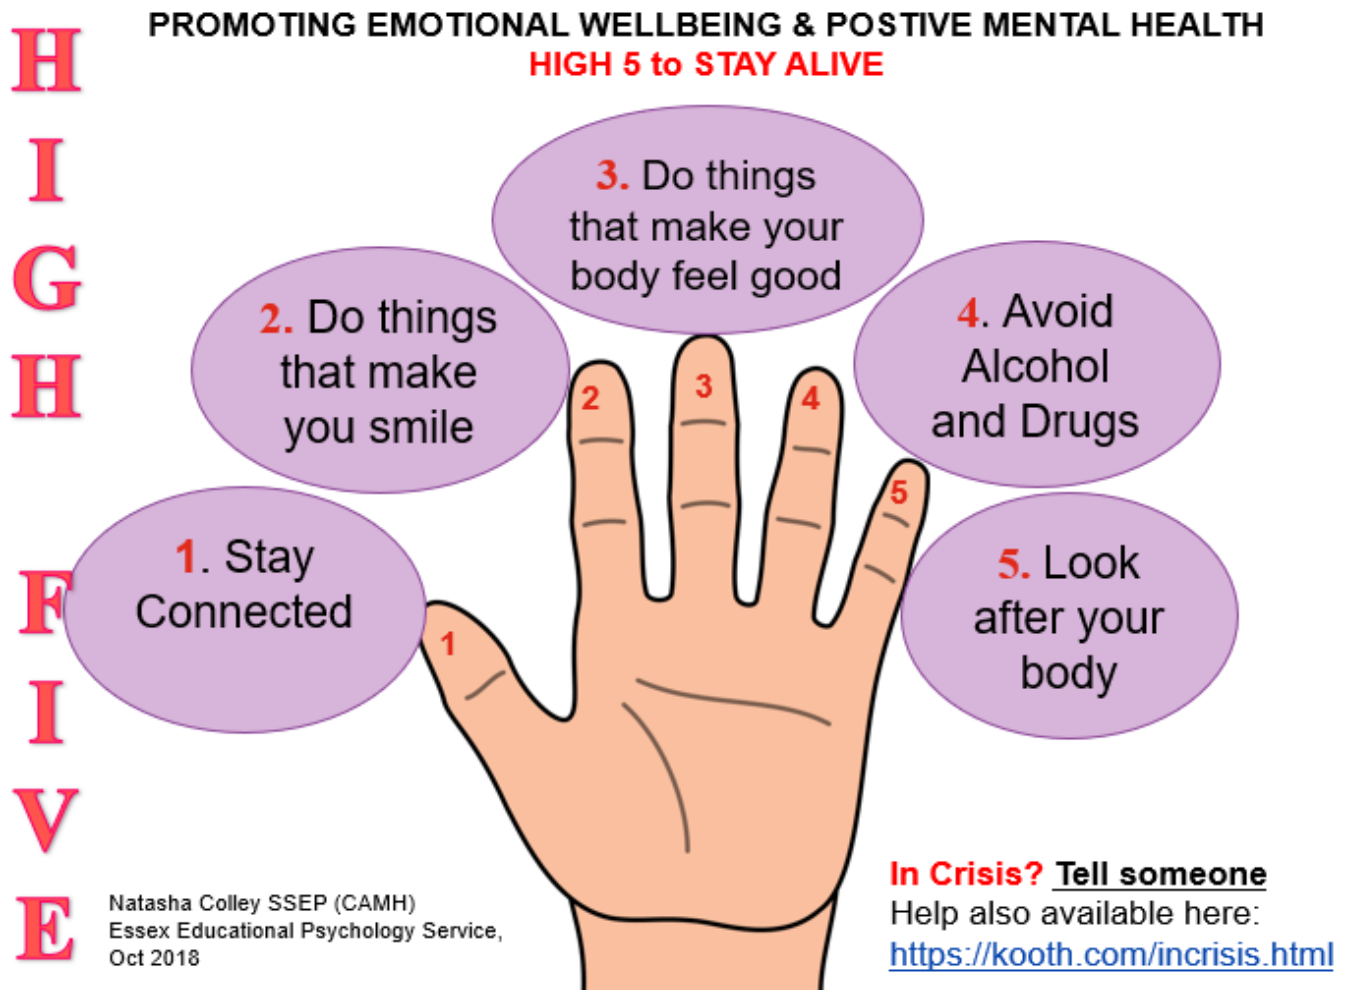 PROMOTING EMOTIONAL WELLBEING & POSTIVE MENTAL HEALTH
HIGH 5 to STAY ALIVE
H
I
G
H
F
I
V
E
1. Stay
Connected
2. Do things
that make
you smile
3. Do things
that make your
body feel good
4. Avoid
Alcohol
and Drugs
5. Look
after your
body
1
2
3
4
5
Natasha Colley SSEP (CAMH)
Essex Educational Psychology Service,
Oct 2018
In Crisis? Tell someone
Help also available here:
https://kooth.com/incrisis.html